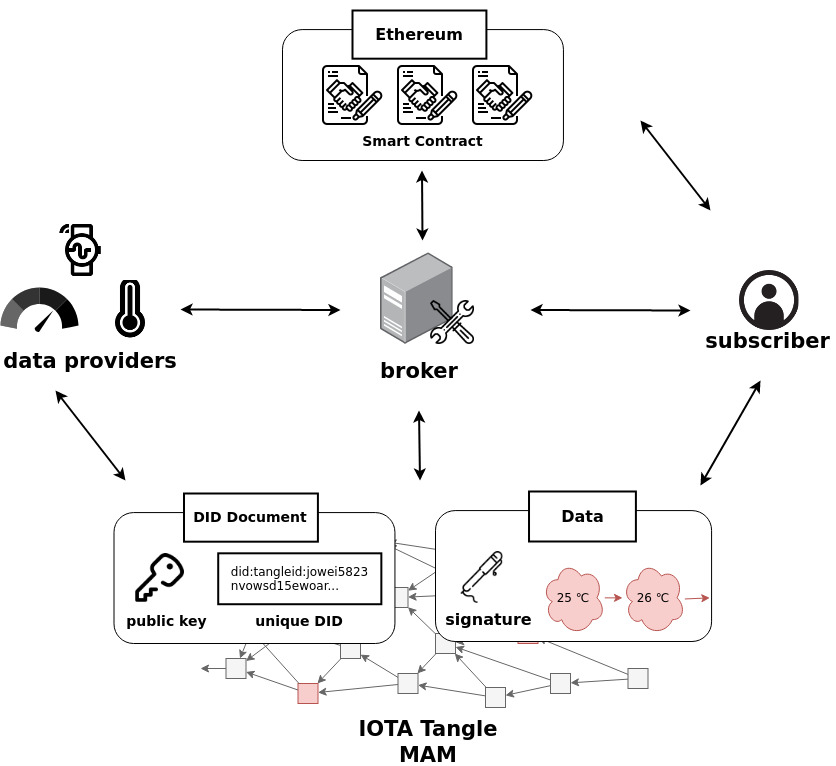 Ethereum
Smart Contract
data providers
broker
subscriber
DID Document
did:tangleid:jowei5823
nvowsd15ewoar...
public key
unique DID
Data
25 ℃
26 ℃
signature
IOTA Tangle
MAM